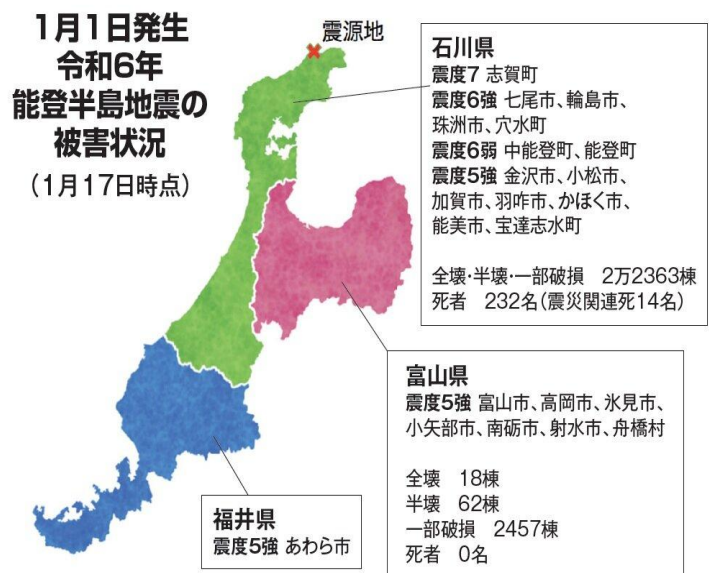 1月1日発生
令和6年
能登半島地震の
被害状況
(1月17日時点)
震源地
石川県
震度7 志賀町
震度6強 七尾市、輪島市、
珠洲市、穴水町
震度6弱 中能登町、能登町
震度5強 金沢市、小松市、
加賀市、羽咋市、かほく市、
能美市、宝達志水町
全壊・半壊・一部破損 2万2363棟
死者 232名(震災関連死14名)
富山県
震度5強 富山市、高岡市、氷見市、
小矢部市、南砺市、射水市、舟橋村
全壊 18棟
半壊 62棟
一部破損 2457棟
死者 0名
福井県
震度5強 あわら市